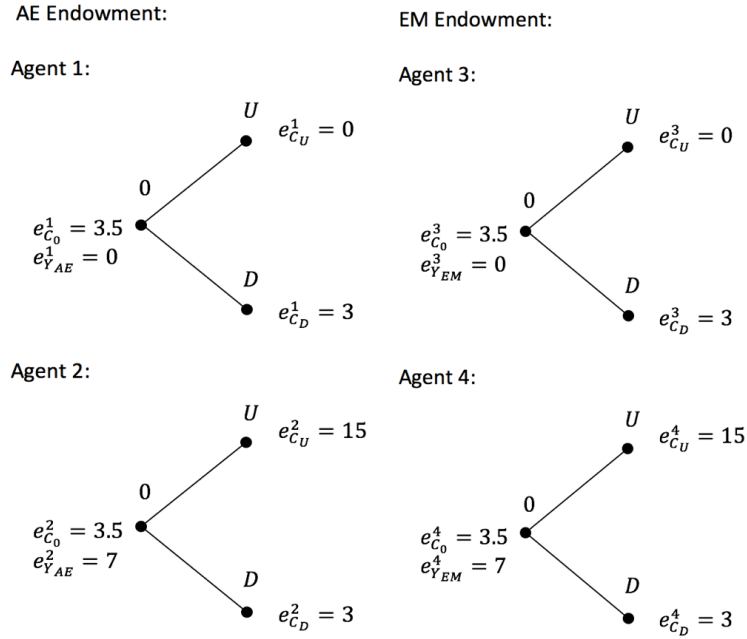 AE Endowment:
Agent 1:
U
e^1_{C_U} = 0
0
e^1_{C_0} = 3.5
e^1_{Y_{AE}} = 0
D
e^1_{C_D} = 3
Agent 2:
U
e^2_{C_U} = 15
0
e^2_{C_0} = 3.5
e^2_{Y_{AE}} = 7
D
e^2_{C_D} = 3
EM Endowment:
Agent 3:
U
e^3_{C_U} = 0
0
e^3_{C_0} = 3.5
e^3_{Y_{EM}} = 0
D
e^3_{C_D} = 3
Agent 4:
U
e^4_{C_U} = 15
0
e^4_{C_0} = 3.5
e^4_{Y_{EM}} = 7
D
e^4_{C_D} = 3